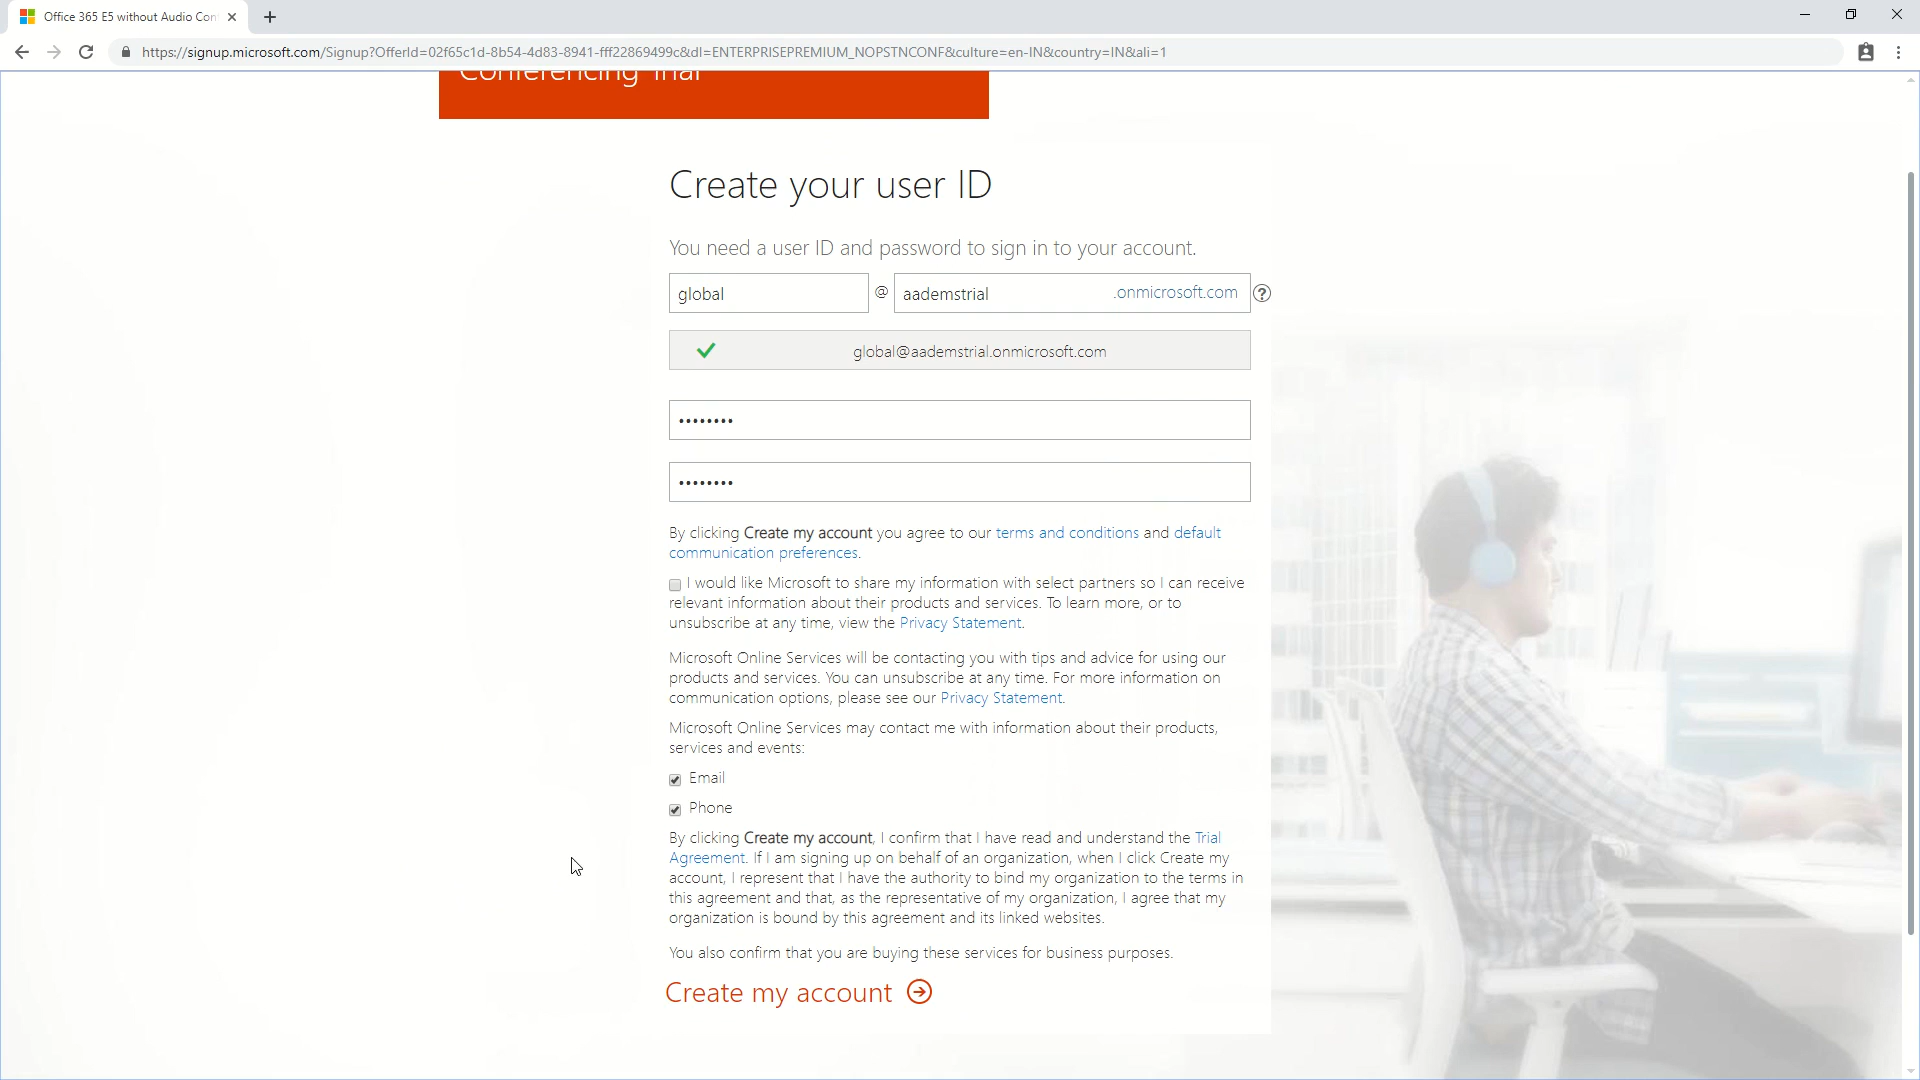 Office 365 E5 without Audio Con
https://signup.microsoft.com/Signup?OfferId=02f65c1d-8b54-4d83-8941-fff22869499c&dl=ENTERPRISEPREMIUM_NOPSTNCONF&culture=en-IN&country=IN&ali=1
Conferencing Trial
Create your user ID
You need a user ID and password to sign in to your account.
global @ aademstrial .onmicrosoft.com ?
global@aademstrial.onmicrosoft.com
••••••••
••••••••
By clicking Create my account you agree to our terms and conditions and default
communication preferences.
I would like Microsoft to share my information with select partners so I can receive
relevant information about their products and services. To learn more, or to
unsubscribe at any time, view the Privacy Statement.
Microsoft Online Services will be contacting you with tips and advice for using our
products and services. You can unsubscribe at any time. For more information on
communication options, please see our Privacy Statement.
Microsoft Online Services may contact me with information about their products,
services and events:
Email
Phone
By clicking Create my account, I confirm that I have read and understand the Trial
Agreement. If I am signing up on behalf of an organization, when I click Create my
account, I represent that I have the authority to bind my organization to the terms in
this agreement and that, as the representative of my organization, I agree that my
organization is bound by this agreement and its linked websites.
You also confirm that you are buying these services for business purposes.
Create my account